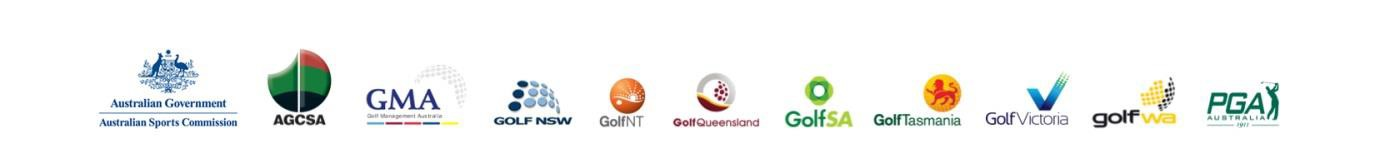 Australian Government
Australian Sports Commission
AGCSA
GMA
Golf Management Australia
GOLF NSW
GolfNT
GolfQueensland
GolfSA
GolfTasmania
GolfVictoria
golfwa
PGA
AUSTRALIA
1911